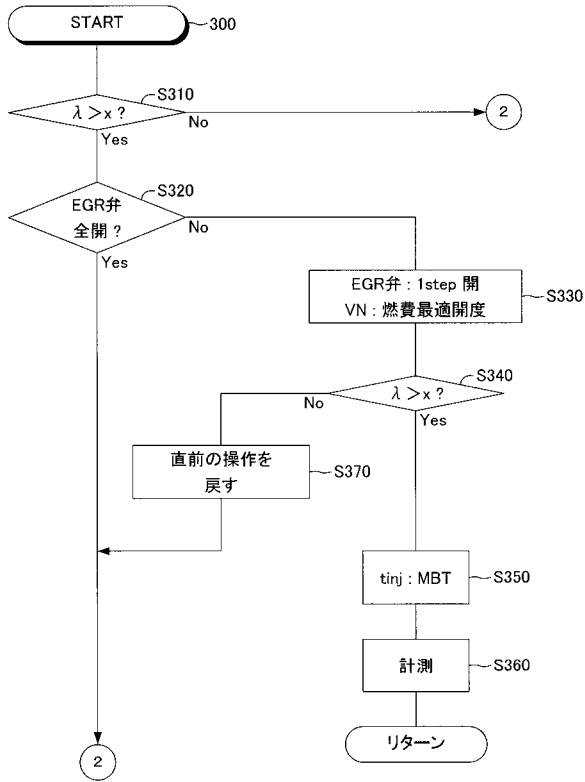 START
300
S310
λ＞x ?
No
2
Yes
S320
EGR弁
全開 ?
No
Yes
EGR弁 : 1step 開
VN : 燃費最適開度
S330
S340
λ＞x ?
No
Yes
直前の操作を
戻す
S370
tinj : MBT
S350
計測
S360
リターン
2